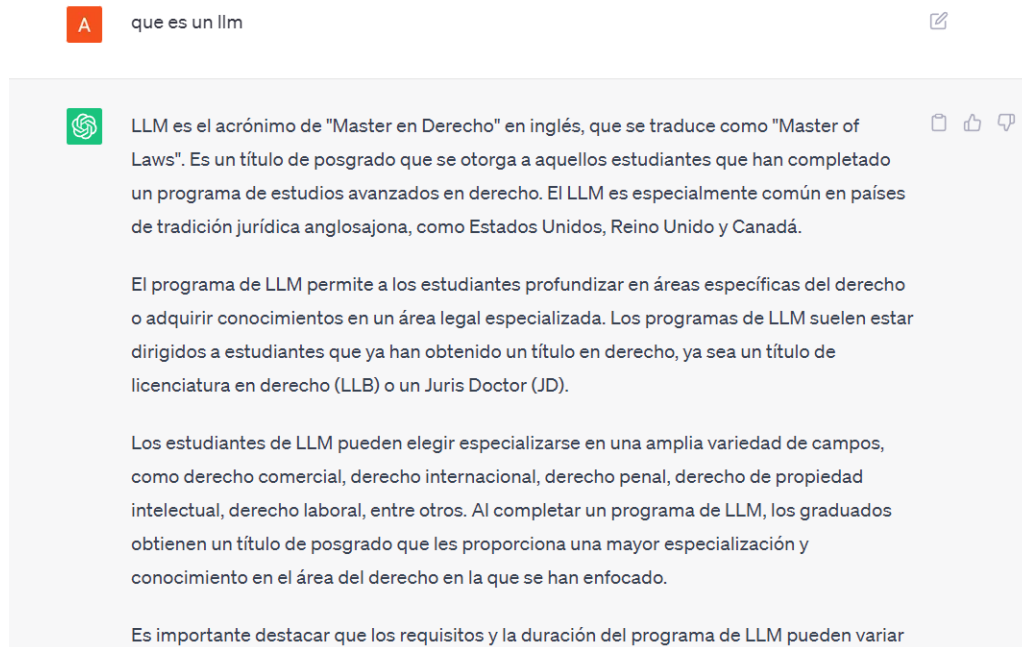 A
que es un llm
LLM es el acrónimo de "Master en Derecho" en inglés, que se traduce como "Master of
Laws". Es un título de posgrado que se otorga a aquellos estudiantes que han completado
un programa de estudios avanzados en derecho. El LLM es especialmente común en países
de tradición jurídica anglosajona, como Estados Unidos, Reino Unido y Canadá.
El programa de LLM permite a los estudiantes profundizar en áreas específicas del derecho
o adquirir conocimientos en un área legal especializada. Los programas de LLM suelen estar
dirigidos a estudiantes que ya han obtenido un título en derecho, ya sea un título de
licenciatura en derecho (LLB) o un Juris Doctor (JD).
Los estudiantes de LLM pueden elegir especializarse en una amplia variedad de campos,
como derecho comercial, derecho internacional, derecho penal, derecho de propiedad
intelectual, derecho laboral, entre otros. Al completar un programa de LLM, los graduados
obtienen un título de posgrado que les proporciona una mayor especialización y
conocimiento en el área del derecho en la que se han enfocado.
Es importante destacar que los requisitos y la duración del programa de LLM pueden variar